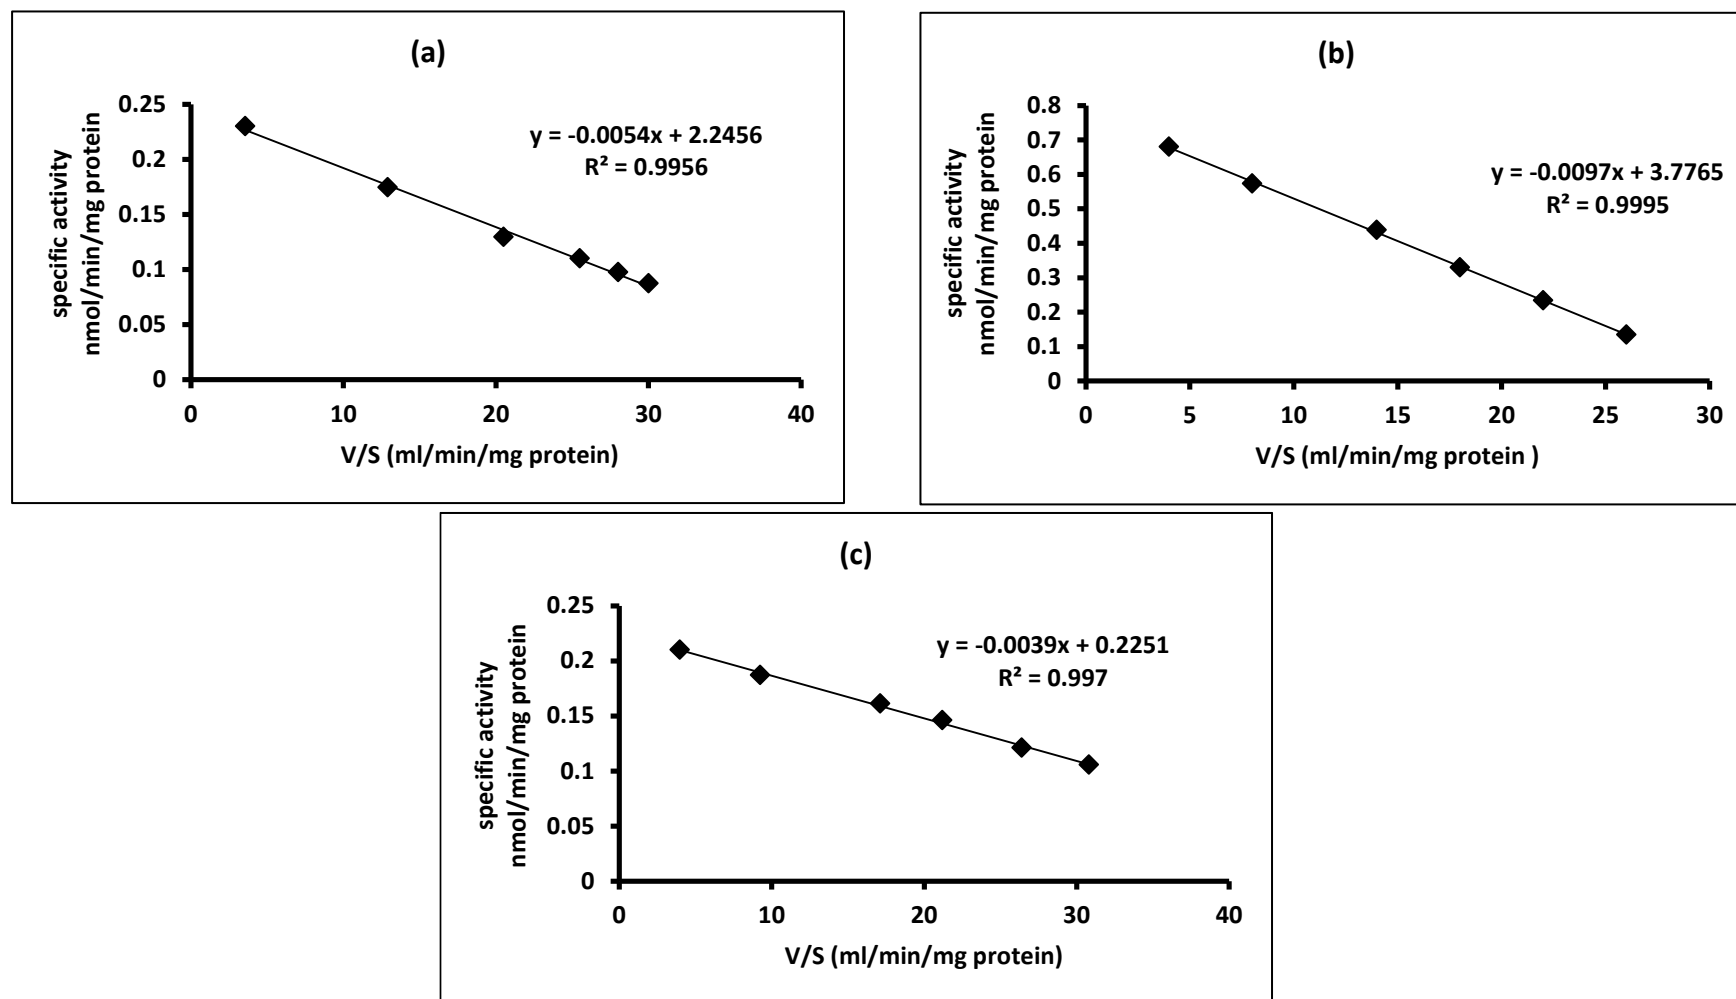 (a)
y = -0.0054x + 2.2456
R² = 0.9956
specific activity
nmol/min/mg protein
0.25
0.2
0.15
0.1
0.05
0
0 10 20 30 40
V/S (ml/min/mg protein)
(b)
y = -0.0097x + 3.7765
R² = 0.9995
specific activity
nmol/min/mg protein
0.8
0.7
0.6
0.5
0.4
0.3
0.2
0.1
0
0 5 10 15 20 25 30
V/S (ml/min/mg protein )
(c)
y = -0.0039x + 0.2251
R² = 0.997
specific activity
nmol/min/mg protein
0.25
0.2
0.15
0.1
0.05
0
0 10 20 30 40
V/S (ml/min/mg protein)